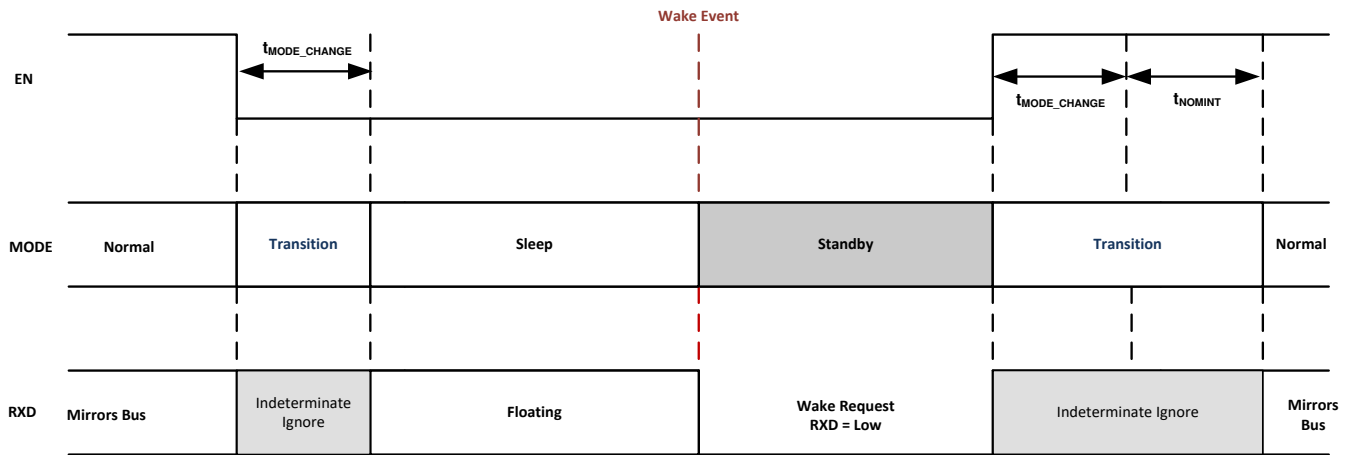 Wake Event
EN
tMODE_CHANGE
tMODE_CHANGE
tNOMINT
MODE
Normal
Transition
Sleep
Standby
Transition
Normal
RXD
Mirrors Bus
Indeterminate
Ignore
Floating
Wake Request
RXD = Low
Indeterminate Ignore
Mirrors
Bus